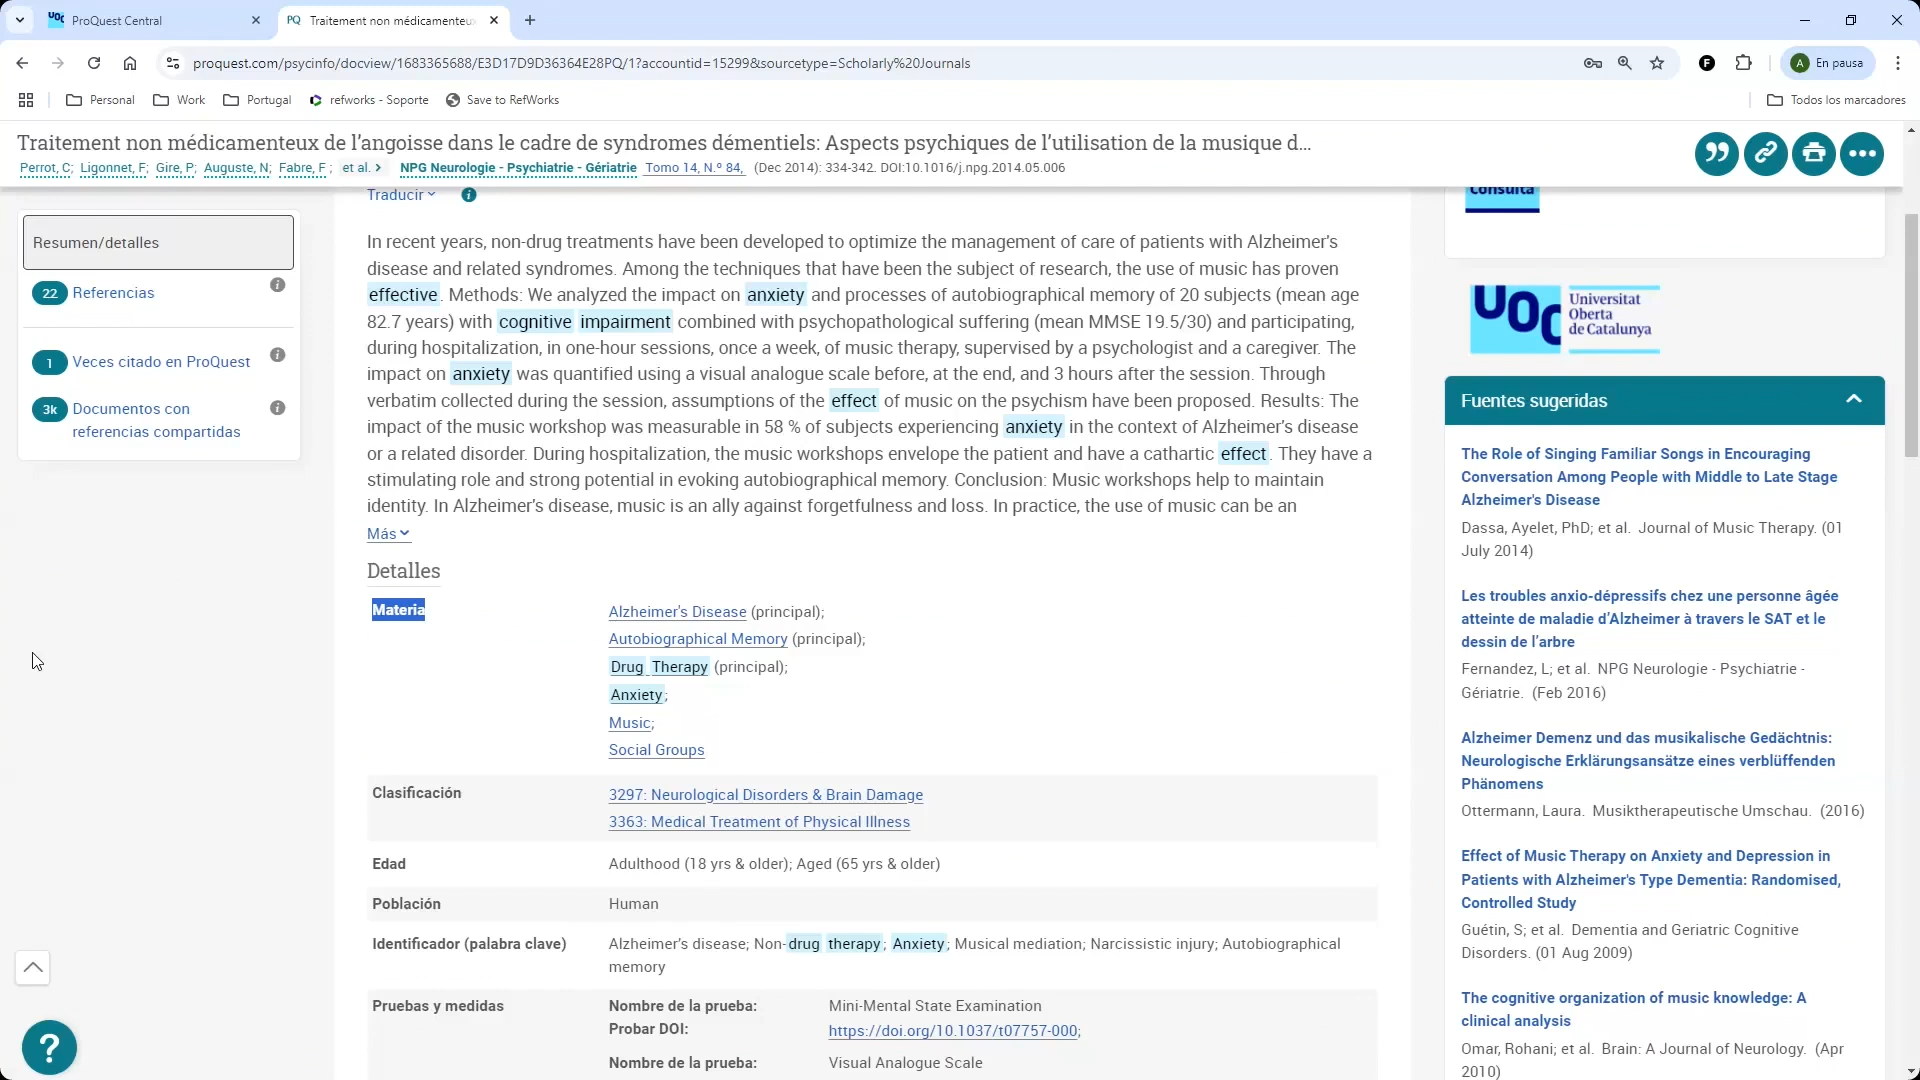 ProQuest Central
PQ Traitement non médicamenteu
proquest.com/psycinfo/docview/1683365688/E3D17D9D36364E28PQ/1?accountid=15299&sourcetype=Scholarly%20Journals
F
A En pausa
Personal
Work
Portugal
refworks - Soporte
Save to RefWorks
Todos los marcadores
Traitement non médicamenteux de l'angoisse dans le cadre de syndromes démentiels: Aspects psychiques de l'utilisation de la musique d...
Perrot, C; Ligonnet, F; Gire, P; Auguste, N; Fabre, F ; et al. NPG Neurologie - Psychiatrie - Gériatrie Tomo 14, N.º 84, (Dec 2014): 334-342. DOI:10.1016/j.npg.2014.05.006
Resumen/detalles
22 Referencias
1 Veces citado en ProQuest
3k Documentos con
referencias compartidas
Traducir
In recent years, non-drug treatments have been developed to optimize the management of care of patients with Alzheimer's
disease and related syndromes. Among the techniques that have been the subject of research, the use of music has proven
effective. Methods: We analyzed the impact on anxiety and processes of autobiographical memory of 20 subjects (mean age
82.7 years) with cognitive impairment combined with psychopathological suffering (mean MMSE 19.5/30) and participating,
during hospitalization, in one-hour sessions, once a week, of music therapy, supervised by a psychologist and a caregiver. The
impact on anxiety was quantified using a visual analogue scale before, at the end, and 3 hours after the session. Through
verbatim collected during the session, assumptions of the effect of music on the psychism have been proposed. Results: The
impact of the music workshop was measurable in 58 % of subjects experiencing anxiety in the context of Alzheimer's disease
or a related disorder. During hospitalization, the music workshops envelope the patient and have a cathartic effect. They have a
stimulating role and strong potential in evoking autobiographical memory. Conclusion: Music workshops help to maintain
identity. In Alzheimer's disease, music is an ally against forgetfulness and loss. In practice, the use of music can be an
Más
Detalles
Materia
Alzheimer's Disease (principal);
Autobiographical Memory (principal);
Drug Therapy (principal);
Anxiety;
Music;
Social Groups
Clasificación
3297: Neurological Disorders & Brain Damage
3363: Medical Treatment of Physical Illness
Edad
Adulthood (18 yrs & older); Aged (65 yrs & older)
Población
Human
Identificador (palabra clave)
Alzheimer's disease; Non-drug therapy; Anxiety; Musical mediation; Narcissistic injury; Autobiographical
memory
Pruebas y medidas
Nombre de la prueba: Mini-Mental State Examination
Probar DOI: https://doi.org/10.1037/t07757-000;
Nombre de la prueba: Visual Analogue Scale
consulta
UOC Universitat
Oberta
de Catalunya
Fuentes sugeridas
The Role of Singing Familiar Songs in Encouraging
Conversation Among People with Middle to Late Stage
Alzheimer's Disease
Dassa, Ayelet, PhD; et al. Journal of Music Therapy. (01
July 2014)
Les troubles anxio-dépressifs chez une personne âgée
atteinte de maladie d'Alzheimer à travers le SAT et le
dessin de l'arbre
Fernandez, L; et al. NPG Neurologie - Psychiatrie -
Gériatrie. (Feb 2016)
Alzheimer Demenz und das musikalische Gedächtnis:
Neurologische Erklärungsansätze eines verblüffenden
Phänomens
Ottermann, Laura. Musiktherapeutische Umschau. (2016)
Effect of Music Therapy on Anxiety and Depression in
Patients with Alzheimer's Type Dementia: Randomised,
Controlled Study
Guétin, S; et al. Dementia and Geriatric Cognitive
Disorders. (01 Aug 2009)
The cognitive organization of music knowledge: A
clinical analysis
Omar, Rohani; et al. Brain: A Journal of Neurology. (Apr
2010)
?